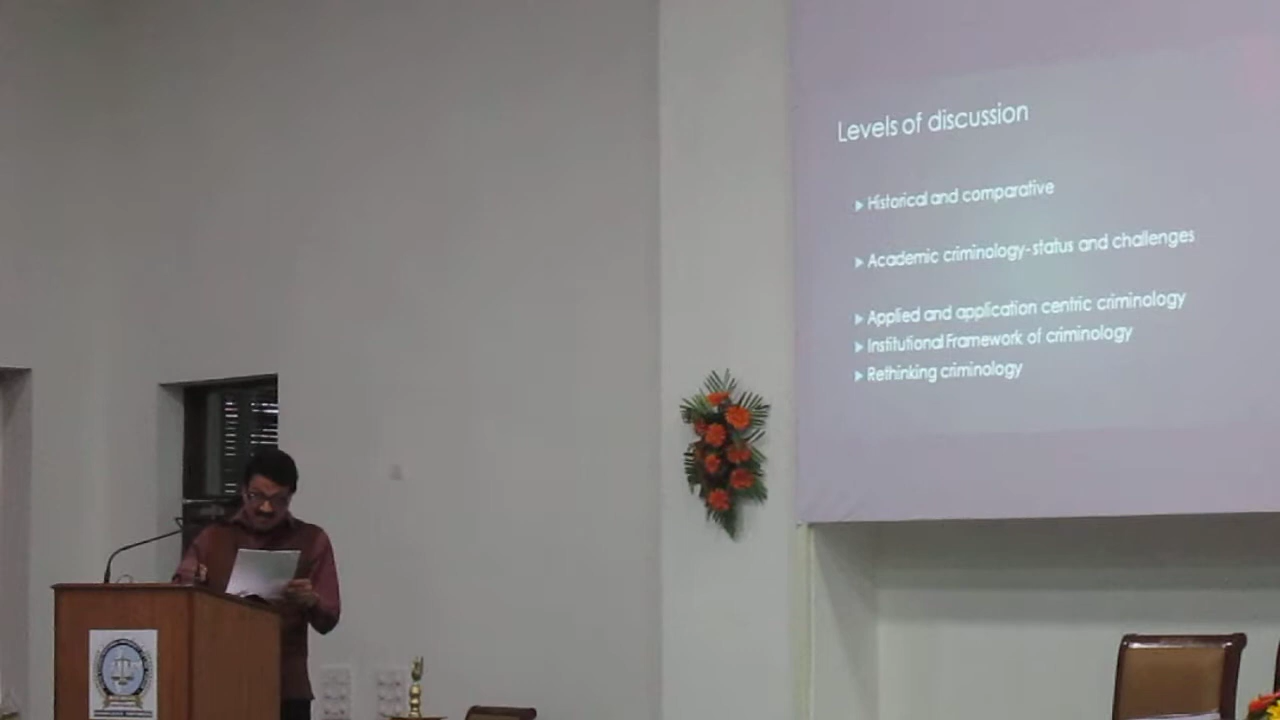 Levels of discussion
Historical and comparative
Academic criminology-status and challenges
Applied and application centric criminology
Institutional Framework of criminology
Rethinking criminology